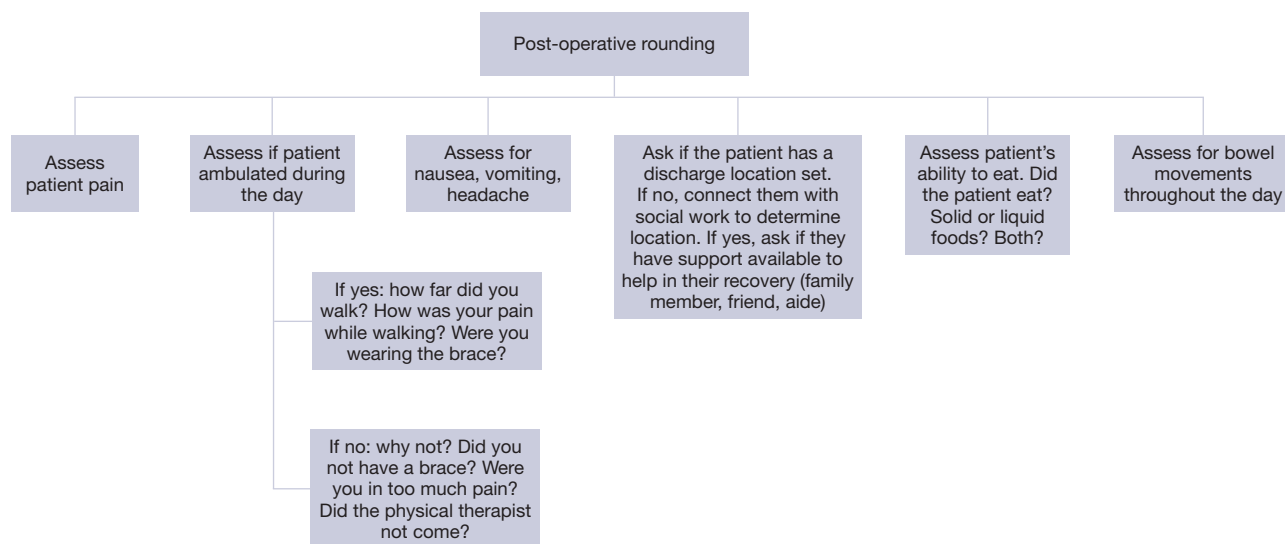 Post-operative rounding
Assess
patient pain
Assess if patient
ambulated during
the day
Assess for
nausea, vomiting,
headache
Ask if the patient has a
discharge location set.
If no, connect them with
social work to determine
location. If yes, ask if they
have support available to
help in their recovery (family
member, friend, aide)
Assess patient’s
ability to eat. Did
the patient eat?
Solid or liquid
foods? Both?
Assess for bowel
movements
throughout the day
If yes: how far did you
walk? How was your pain
while walking? Were you
wearing the brace?
If no: why not? Did you
not have a brace? Were
you in too much pain?
Did the physical therapist
not come?